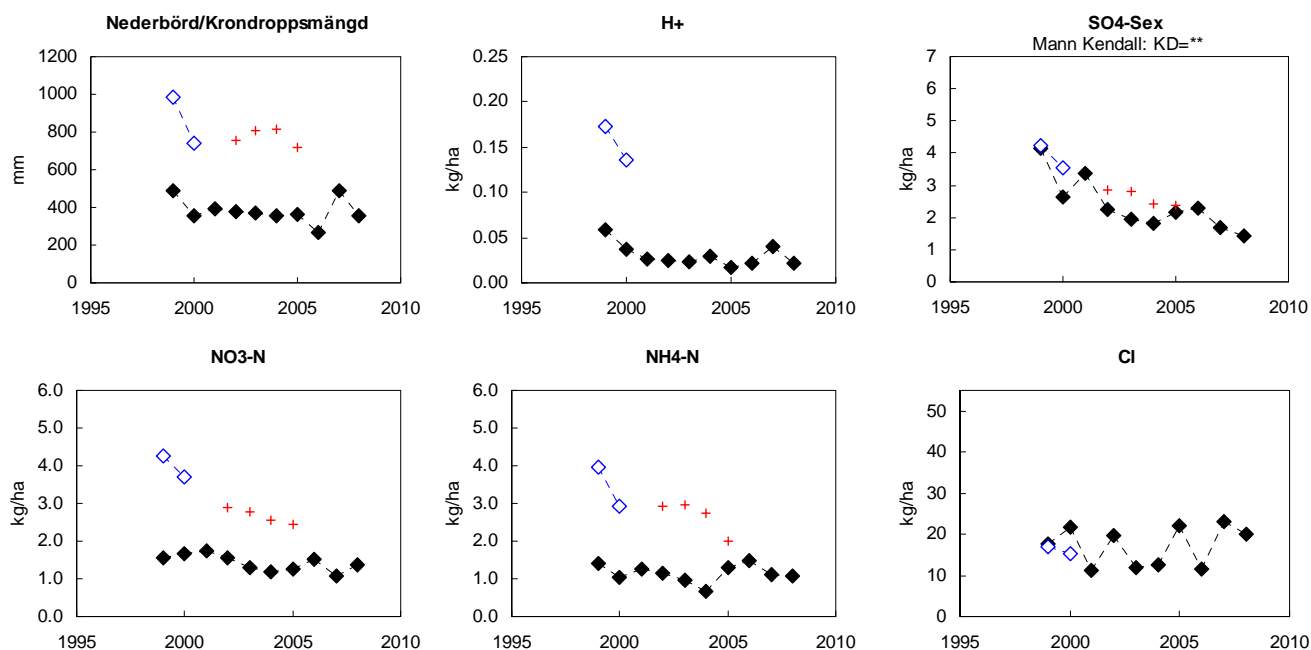 Nederbörd/Krondroppsmängd
1200
1000
800
600
400
200
0
mm
1995 2000 2005 2010
H+
0.25
0.20
0.15
0.10
0.05
0.00
kg/ha
1995 2000 2005 2010
SO4-Sex
Mann Kendall: KD=**
7
6
5
4
3
2
1
0
kg/ha
1995 2000 2005 2010
NO3-N
6.0
5.0
4.0
3.0
2.0
1.0
0.0
kg/ha
1995 2000 2005 2010
NH4-N
6.0
5.0
4.0
3.0
2.0
1.0
0.0
kg/ha
1995 2000 2005 2010
Cl
50
40
30
20
10
0
kg/ha
1995 2000 2005 2010